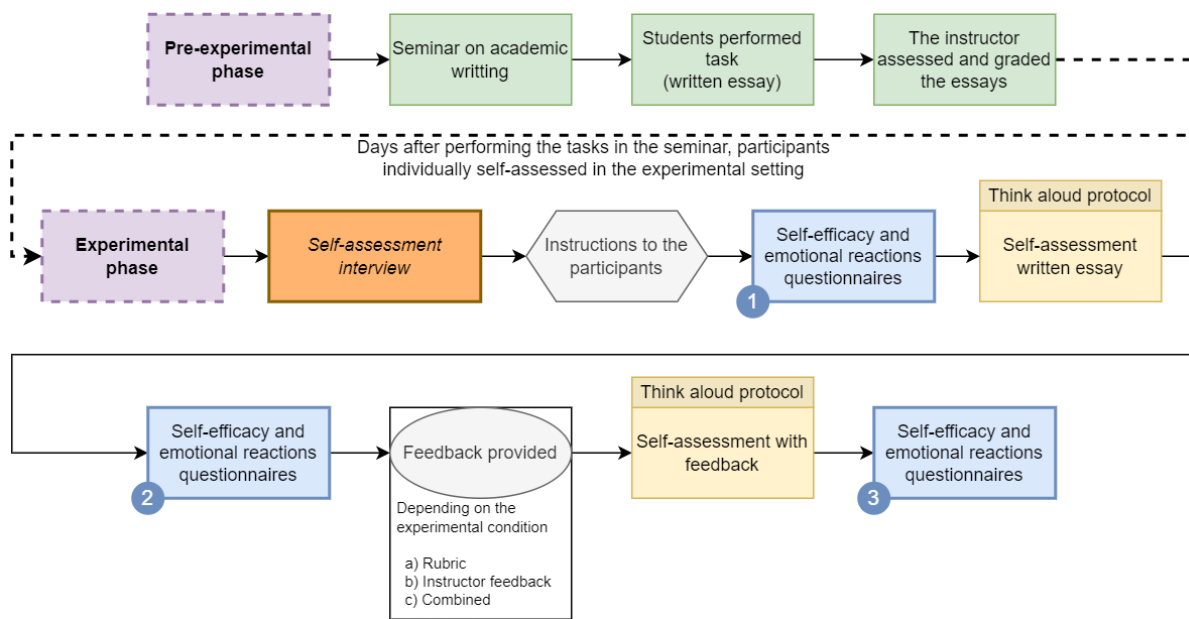 Pre-experimental
phase
Seminar on academic
writting
Students performed
task
(written essay)
The instructor
assessed and graded
the essays
Days after performing the tasks in the seminar, participants
individually self-assessed in the experimental setting
Experimental
phase
Self-assessment
interview
Instructions to the
participants
Self-efficacy and
emotional reactions
questionnaires
1
Think aloud protocol
Self-assessment
written essay
Self-efficacy and
emotional reactions
questionnaires
2
Feedback provided
Depending on the
experimental condition
a) Rubric
b) Instructor feedback
c) Combined
Think aloud protocol
Self-assessment with
feedback
Self-efficacy and
emotional reactions
questionnaires
3